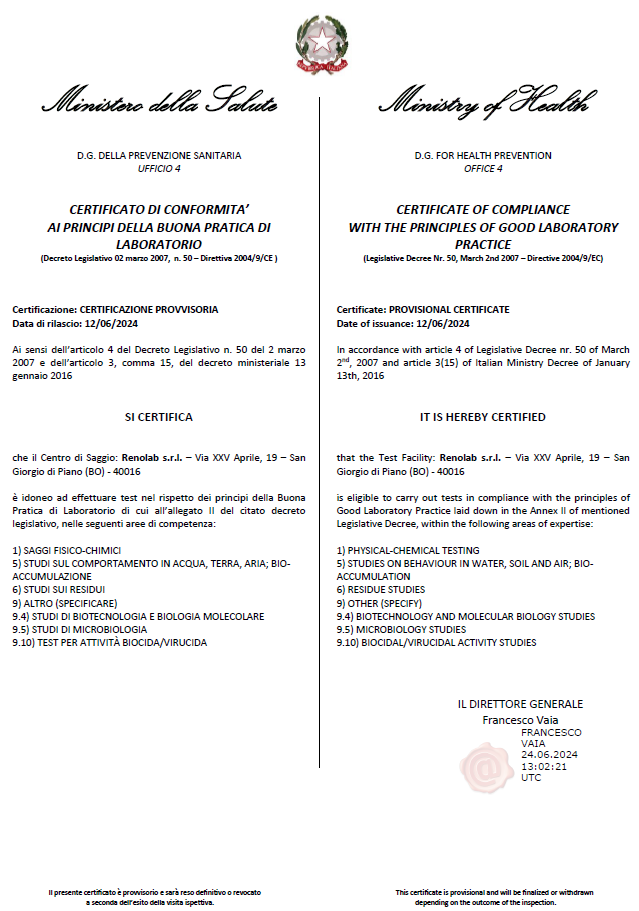 REPVBBLICA ITALIANA
Ministero della Salute
D.G. DELLA PREVENZIONE SANITARIA
UFFICIO 4
CERTIFICATO DI CONFORMITA’
AI PRINCIPI DELLA BUONA PRATICA DI
LABORATORIO
(Decreto Legislativo 02 marzo 2007, n. 50 – Direttiva 2004/9/CE )
Certificazione: CERTIFICAZIONE PROVVISORIA
Data di rilascio: 12/06/2024
Ai sensi dell’articolo 4 del Decreto Legislativo n. 50 del 2 marzo
2007 e dell’articolo 3, comma 15, del decreto ministeriale 13
gennaio 2016
SI CERTIFICA
che il Centro di Saggio: Renolab s.r.l. – Via XXV Aprile, 19 – San
Giorgio di Piano (BO) - 40016
è idoneo ad effettuare test nel rispetto dei principi della Buona
Pratica di Laboratorio di cui all’allegato II del citato decreto
legislativo, nelle seguenti aree di competenza:
1) SAGGI FISICO-CHIMICI
5) STUDI SUL COMPORTAMENTO IN ACQUA, TERRA, ARIA; BIO-
ACCUMULAZIONE
6) STUDI SUI RESIDUI
9) ALTRO (SPECIFICARE)
9.4) STUDI DI BIOTECNOLOGIA E BIOLOGIA MOLECOLARE
9.5) STUDI DI MICROBIOLOGIA
9.10) TEST PER ATTIVITÀ BIOCIDA/VIRUCIDA
Il presente certificato è provvisorio e sarà reso definitivo o revocato
a seconda dell’esito della visita ispettiva.
Ministry of Health
D.G. FOR HEALTH PREVENTION
OFFICE 4
CERTIFICATE OF COMPLIANCE
WITH THE PRINCIPLES OF GOOD LABORATORY
PRACTICE
(Legislative Decree Nr. 50, March 2nd 2007 – Directive 2004/9/EC)
Certificate: PROVISIONAL CERTIFICATE
Date of issuance: 12/06/2024
In accordance with article 4 of Legislative Decree nr. 50 of March
2nd, 2007 and article 3(15) of Italian Ministry Decree of January
13th, 2016
IT IS HEREBY CERTIFIED
that the Test Facility: Renolab s.r.l. – Via XXV Aprile, 19 – San
Giorgio di Piano (BO) - 40016
is eligible to carry out tests in compliance with the principles of
Good Laboratory Practice laid down in the Annex II of mentioned
Legislative Decree, within the following areas of expertise:
1) PHYSICAL-CHEMICAL TESTING
5) STUDIES ON BEHAVIOUR IN WATER, SOIL AND AIR; BIO-
ACCUMULATION
6) RESIDUE STUDIES
9) OTHER (SPECIFY)
9.4) BIOTECHNOLOGY AND MOLECULAR BIOLOGY STUDIES
9.5) MICROBIOLOGY STUDIES
9.10) BIOCIDAL/VIRUCIDAL ACTIVITY STUDIES
IL DIRETTORE GENERALE
Francesco Vaia
FRANCESCO
VAIA
24.06.2024
13:02:21
UTC
This certificate is provisional and will be finalized or withdrawn
depending on the outcome of the inspection.